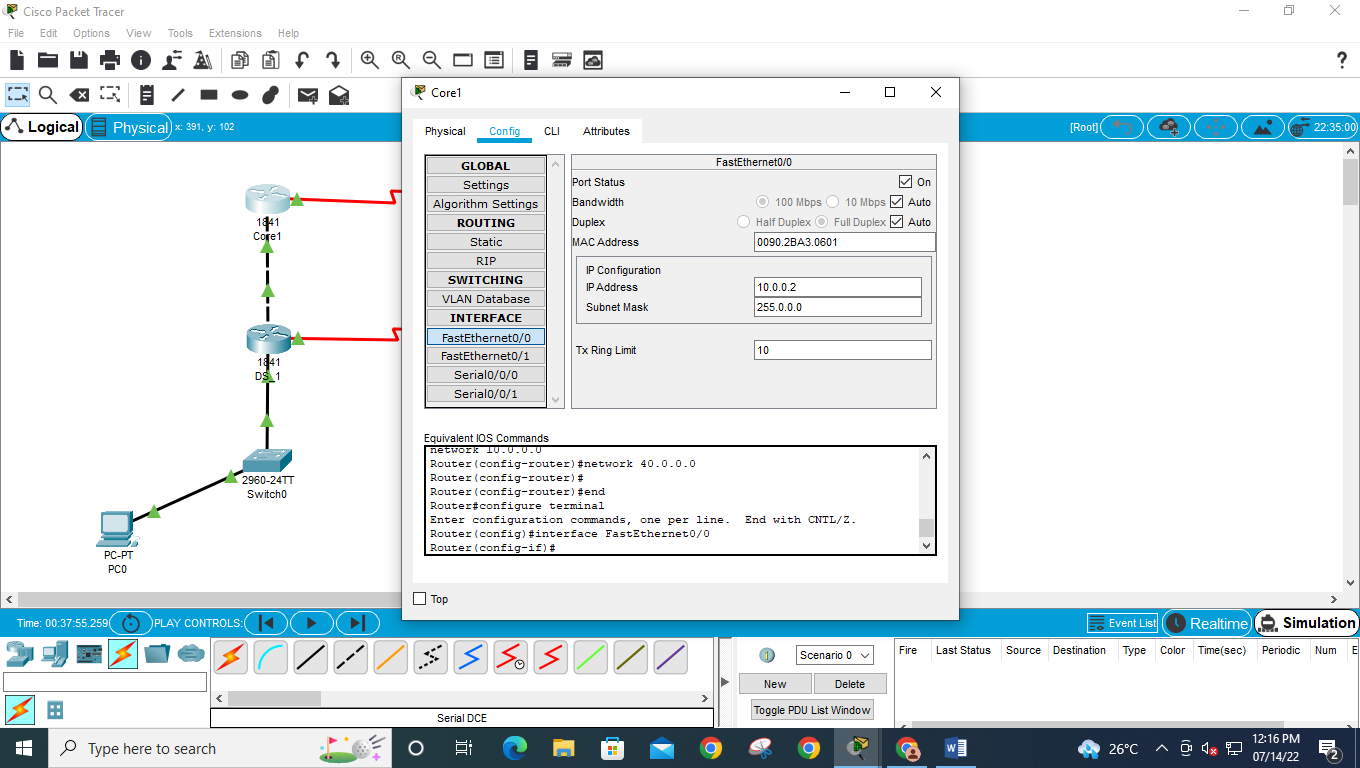 Cisco Packet Tracer
File Edit Options View Tools Extensions Help
Logical Physical x: 391, y: 102 [Root] 22:35:00
1841
Core1
1841
2960-24TT
Switch0
PC-PT
PC0
Core1
Physical Config CLI Attributes
GLOBAL
Settings
Algorithm Settings
ROUTING
Static
RIP
SWITCHING
VLAN Database
INTERFACE
FastEthernet0/0
FastEthernet0/1
Serial0/0/0
Serial0/0/1
FastEthernet0/0
Port Status On
Bandwidth 100 Mbps 10 Mbps Auto
Duplex Half Duplex Full Duplex Auto
MAC Address 0090.2BA3.0601
IP Configuration
IP Address 10.0.0.2
Subnet Mask 255.0.0.0
Tx Ring Limit 10
Equivalent IOS Commands
network 10.0.0.0
Router(config-router)#network 40.0.0.0
Router(config-router)#
Router(config-router)#end
Router#configure terminal
Enter configuration commands, one per line. End with CNTL/Z.
Router(config)#interface FastEthernet0/0
Router(config-if)#
Top
Time: 00:37:55.259 PLAY CONTROLS: Event List Realtime Simulation
Scenario 0
New Delete
Toggle PDU List Window
Fire Last Status Source Destination Type Color Time(sec) Periodic Num E
Serial DCE
Type here to search
26°C
12:16 PM
07/14/22
2